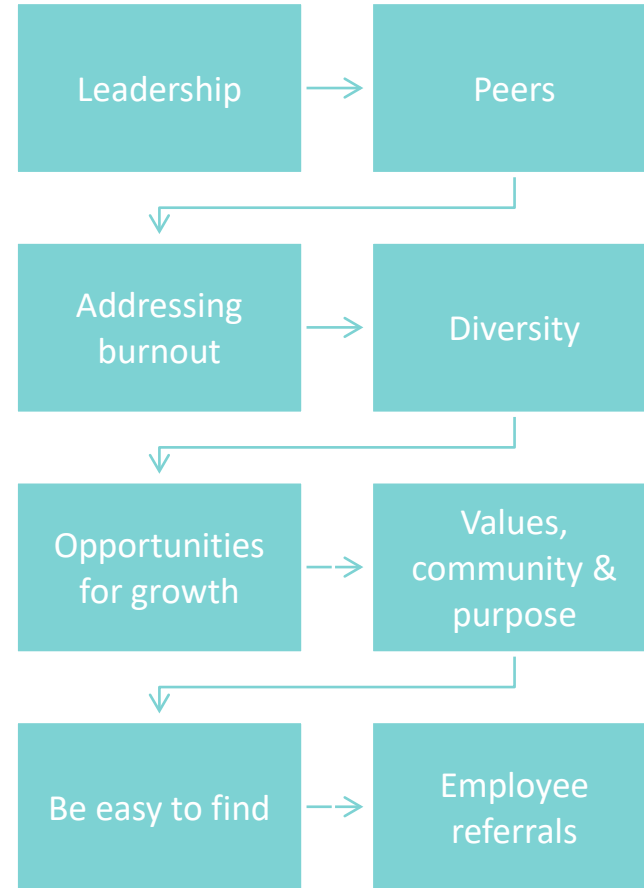 Leadership
Peers
Addressing
burnout
Diversity
Opportunities
for growth
Values,
community &
purpose
Be easy to find
Employee
referrals